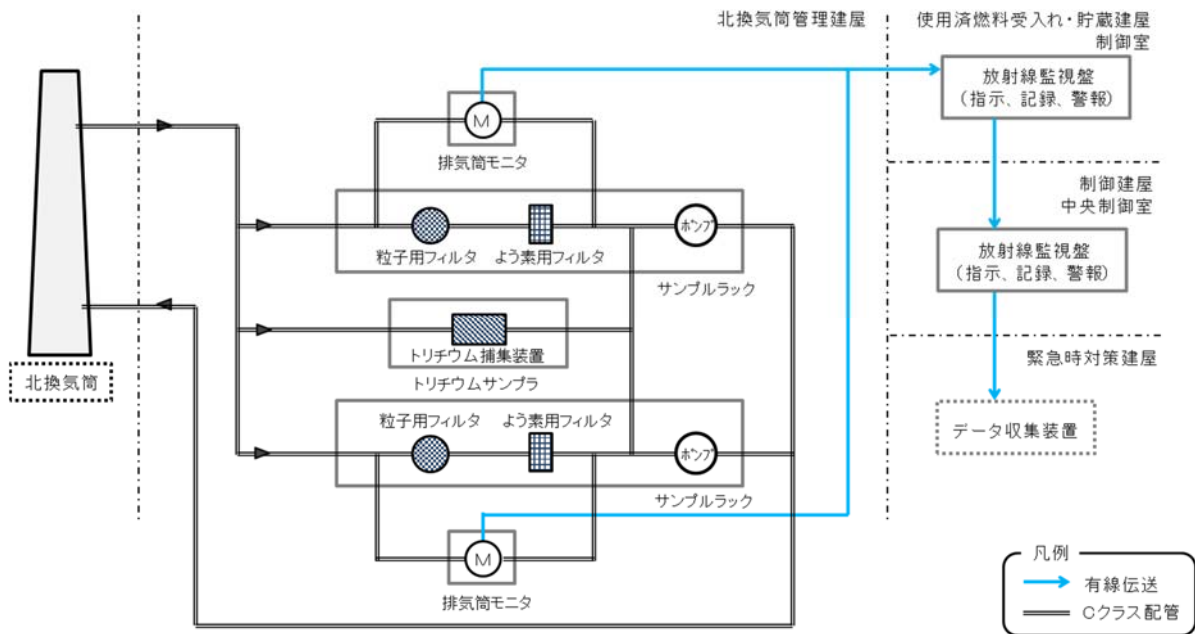 北換気筒管理建屋
使用済燃料受入れ・貯蔵建屋
制御室
放射線監視盤
(指示、記録、警報)
M
排気筒モニタ
制御建屋
中央制御室
ポンプ
粒子用フィルタ
よう素用フィルタ
サンプルラック
放射線監視盤
(指示、記録、警報)
トリチウム捕集装置
トリチウムサンプラ
北換気筒
緊急時対策建屋
粒子用フィルタ
よう素用フィルタ
ポンプ
データ収集装置
サンプルラック
M
排気筒モニタ
凡例
有線伝送
Cクラス配管